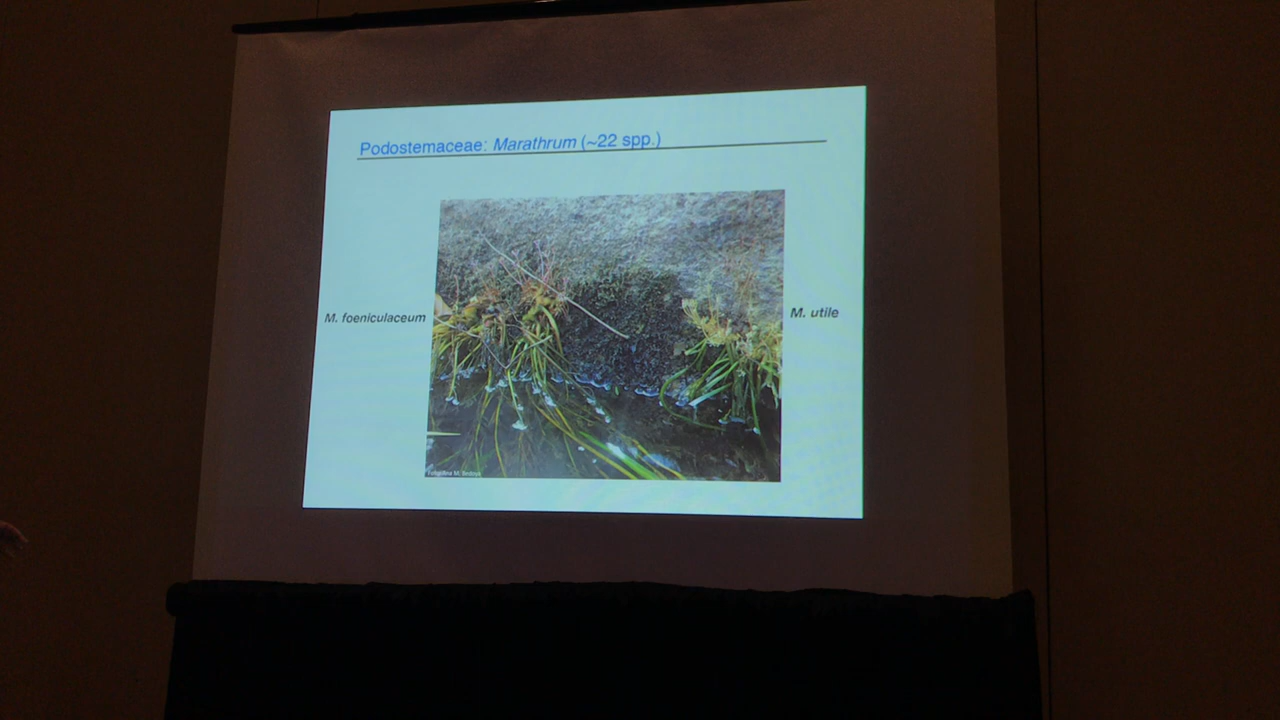 Podostemaceae: Marathrum (~22 spp.)
M. foeniculaceum
M. utile